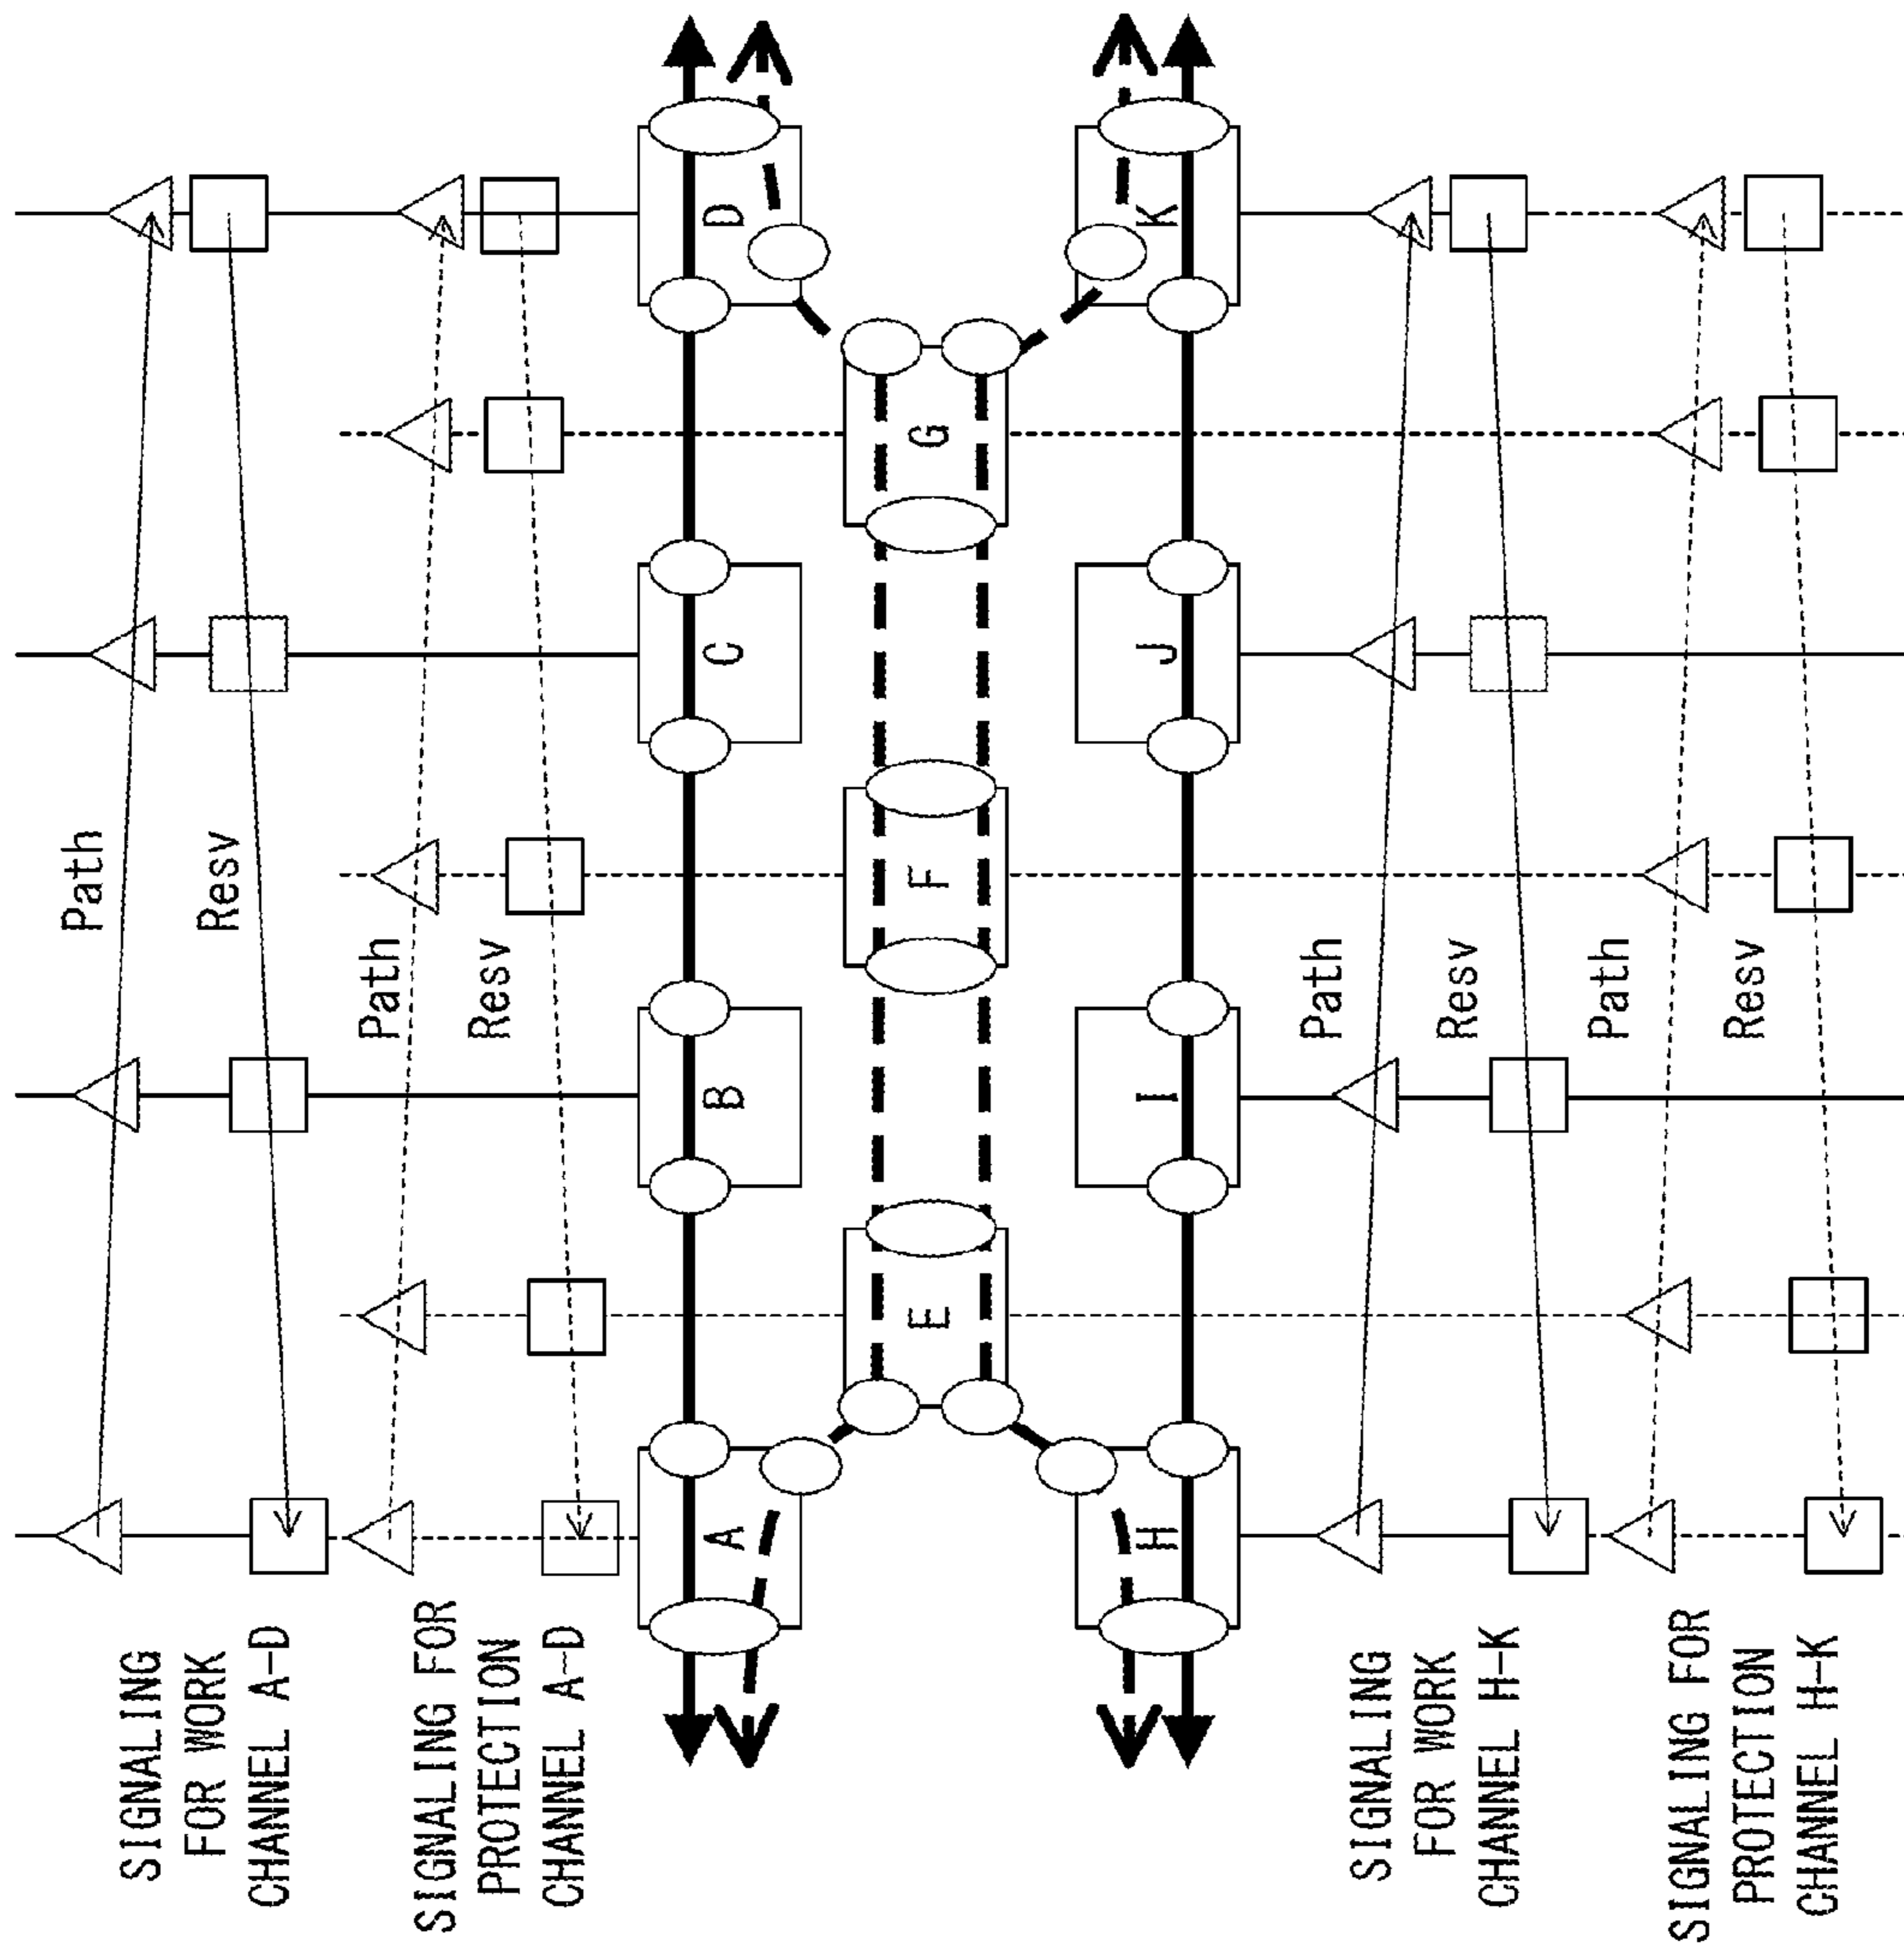 SIGNALING
FOR WORK
CHANNEL A-D
Path
Resv
SIGNALING FOR
PROTECTION
CHANNEL A-D
Path
Resv
A
B
C
D
E
F
G
H
I
J
K
SIGNALING
FOR WORK
CHANNEL H-K
Path
Resv
SIGNALING FOR
PROTECTION
CHANNEL H-K
Path
Resv